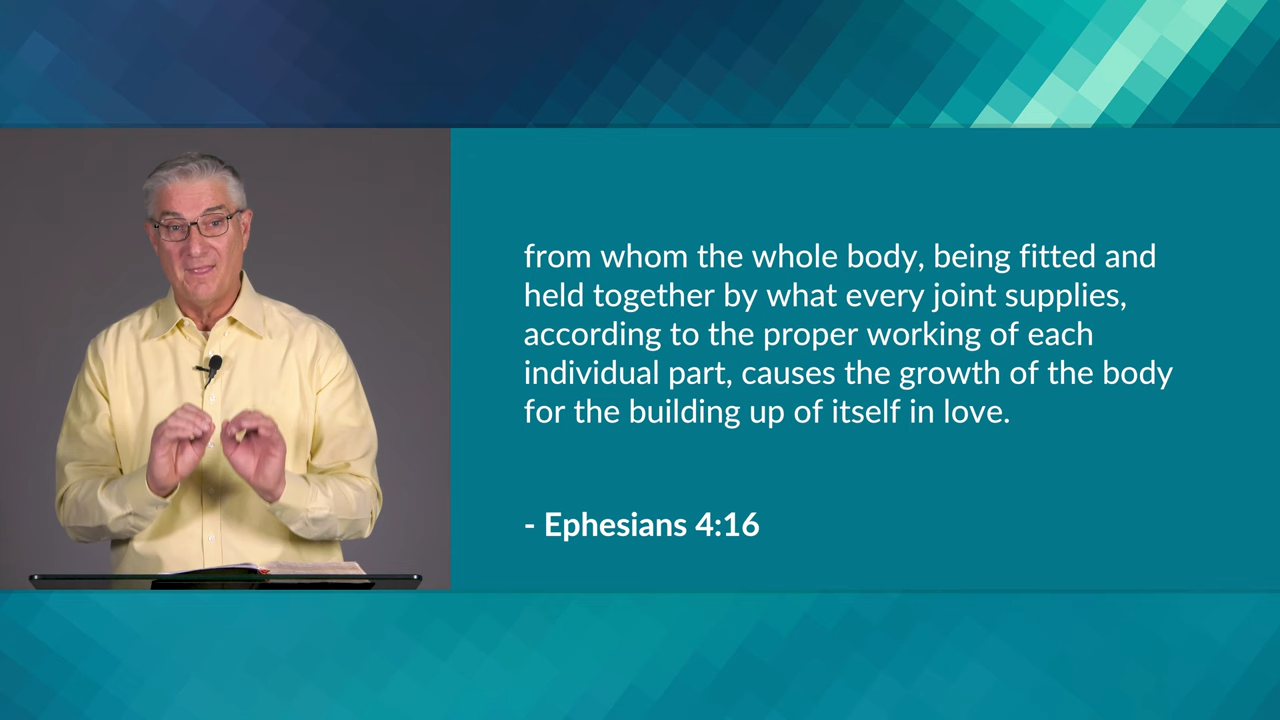 from whom the whole body, being fitted and
held together by what every joint supplies,
according to the proper working of each
individual part, causes the growth of the body
for the building up of itself in love.
- Ephesians 4:16